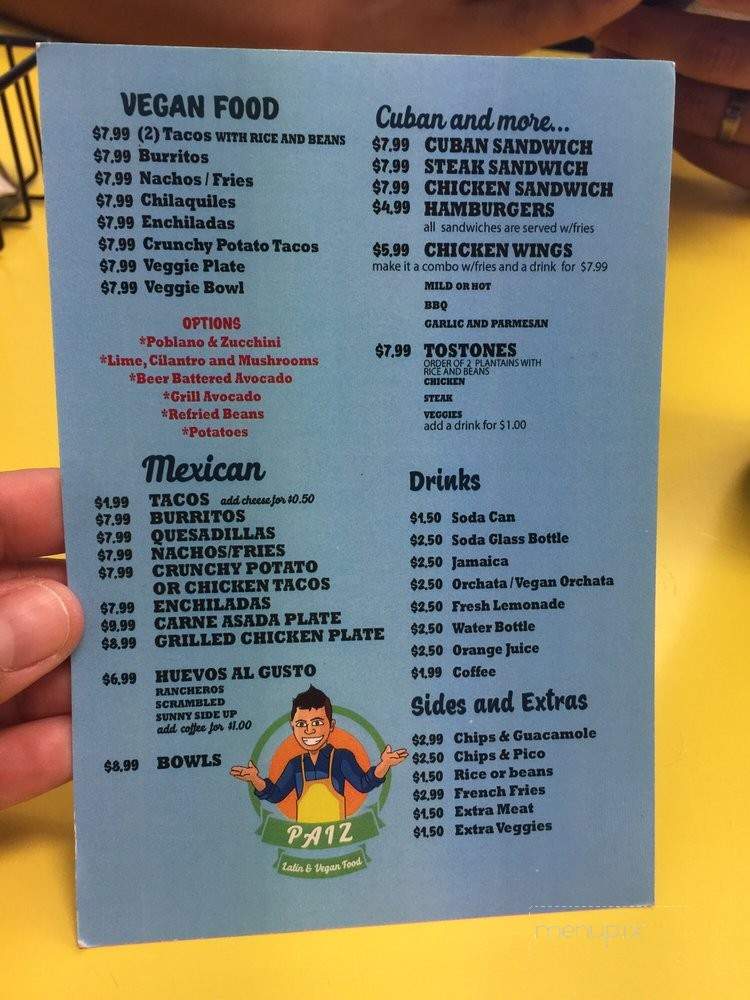 VEGAN FOOD
$7.99 (2) Tacos WITH RICE AND BEANS
$7.99 Burritos
$7.99 Nachos / Fries
$7.99 Chilaquiles
$7.99 Enchiladas
$7.99 Crunchy Potato Tacos
$7.99 Veggie Plate
$7.99 Veggie Bowl
OPTIONS
*Poblano & Zucchini
*Lime, Cilantro and Mushrooms
*Beer Battered Avocado
*Grill Avocado
*Refried Beans
*Potatoes
Mexican
$1.99 TACOS add cheese for $0.50
$7.99 BURRITOS
$7.99 QUESADILLAS
$7.99 NACHOS/FRIES
$7.99 CRUNCHY POTATO
OR CHICKEN TACOS
$7.99 ENCHILADAS
$9.99 CARNE ASADA PLATE
$8.99 GRILLED CHICKEN PLATE
$6.99 HUEVOS AL GUSTO
RANCHEROS
SCRAMBLED
SUNNY SIDE UP
add coffee for $1.00
$8.99 BOWLS
PAIZ
Latin & Vegan Food
Cuban and more...
$7.99 CUBAN SANDWICH
$7.99 STEAK SANDWICH
$7.99 CHICKEN SANDWICH
$4.99 HAMBURGERS
all sandwiches are served w/fries
$5.99 CHICKEN WINGS
make it a combo w/fries and a drink for $7.99
MILD OR HOT
BBQ
GARLIC AND PARMESAN
$7.99 TOSTONES
ORDER OF 2 PLANTAINS WITH
RICE AND BEANS
CHICKEN
STEAK
VEGGIES
add a drink for $1.00
Drinks
$1.50 Soda Can
$2.50 Soda Glass Bottle
$2.50 Jamaica
$2.50 Orchata / Vegan Orchata
$2.50 Fresh Lemonade
$2.50 Water Bottle
$2.50 Orange Juice
$1.99 Coffee
Sides and Extras
$2.99 Chips & Guacamole
$2.50 Chips & Pico
$1.50 Rice or beans
$2.99 French Fries
$1.50 Extra Meat
$1.50 Extra Veggies
menupix